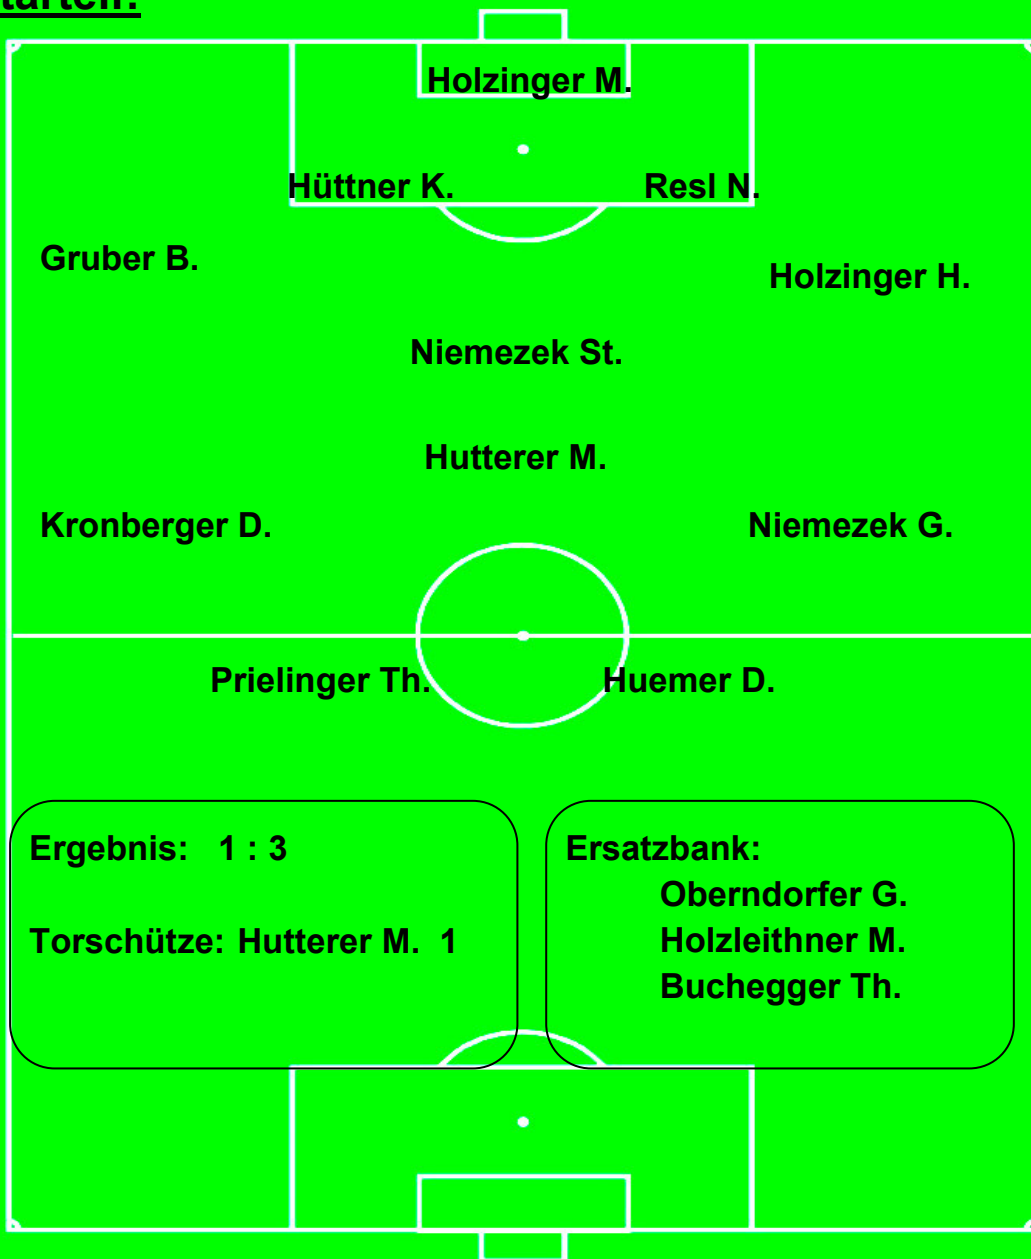 Holzinger M.
Hüttner K. Resl N.
Gruber B.
Holzinger H.
Niemezek St.
Hutterer M.
Kronberger D. Niemezek G.
Prielinger Th. Huemer D.
Ergebnis: 1 : 3
Torschütze: Hutterer M. 1
Ersatzbank:
Oberndorfer G.
Holzleithner M.
Buchegger Th.